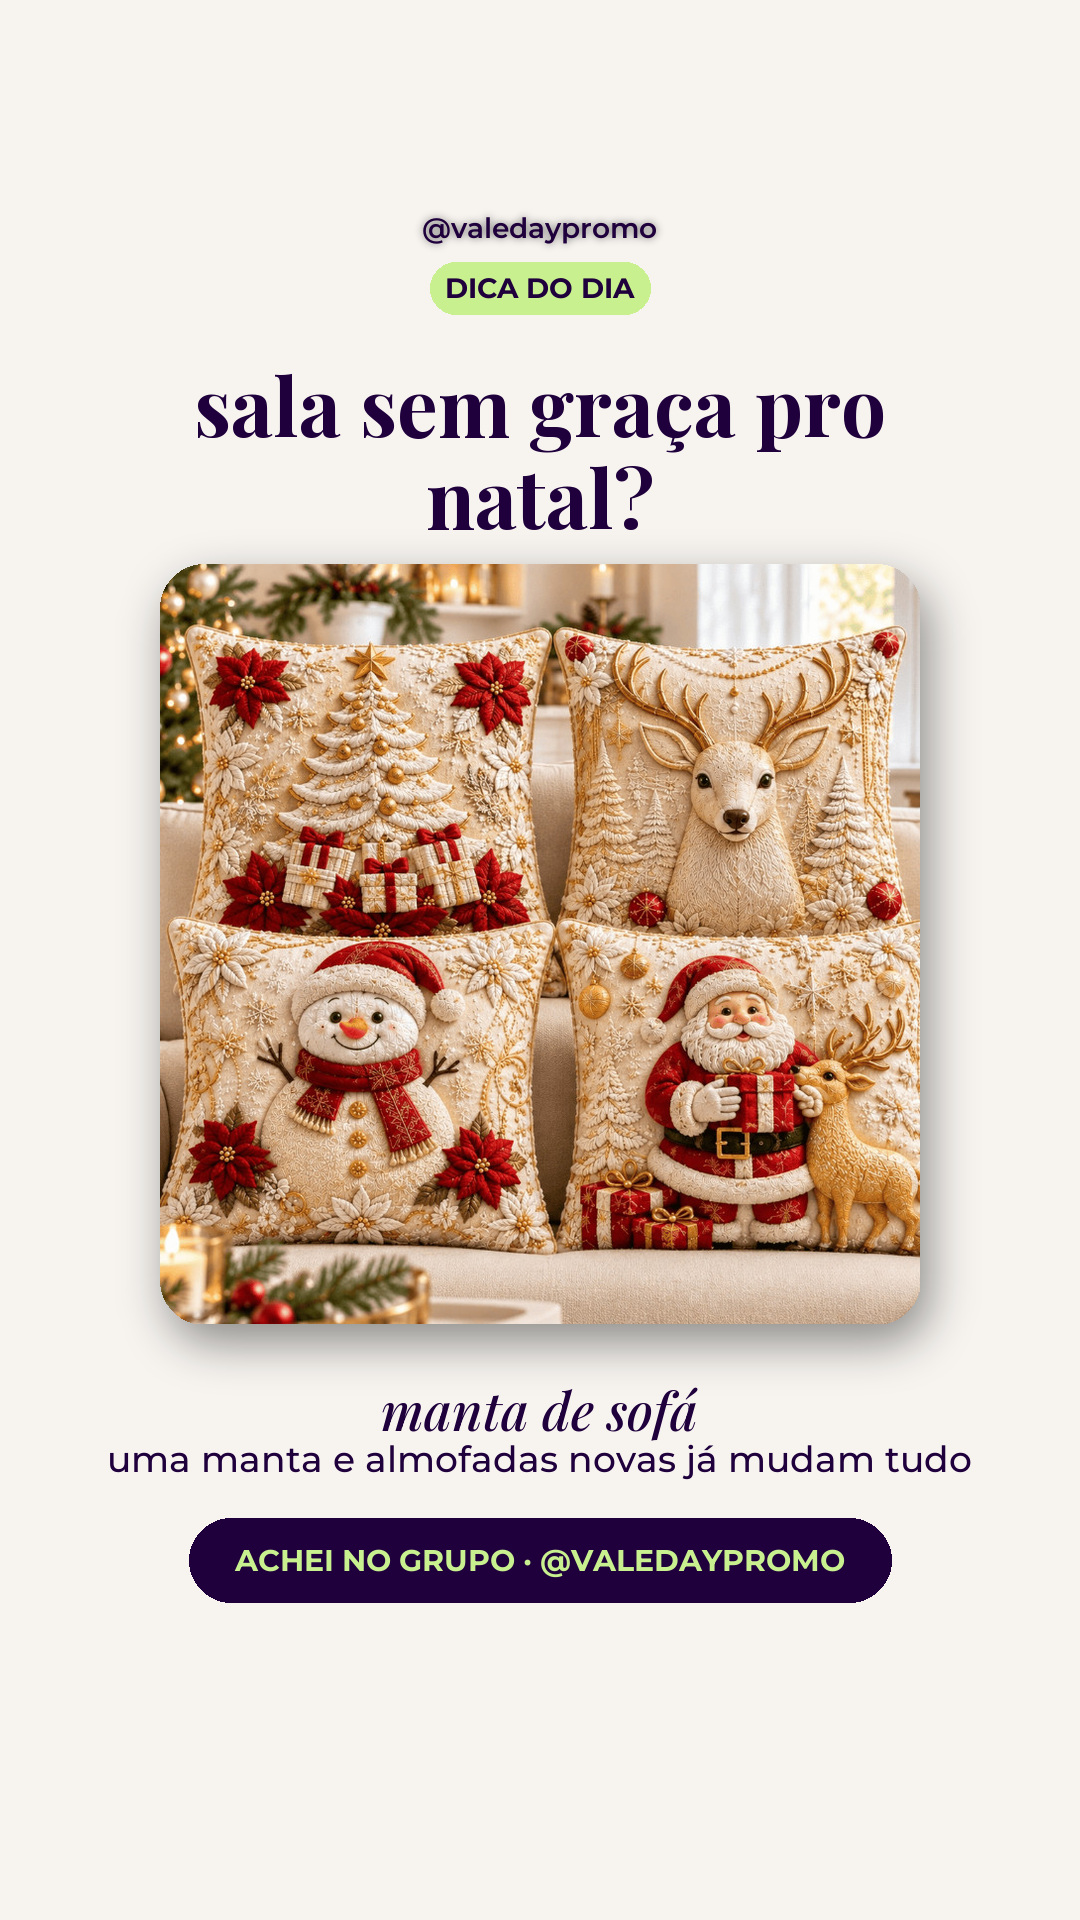 @valedaypromo
DICA DO DIA
sala sem graça pro
natal?
manta de sofá
uma manta e almofadas novas já mudam tudo
ACHEI NO GRUPO · @VALEDAYPROMO